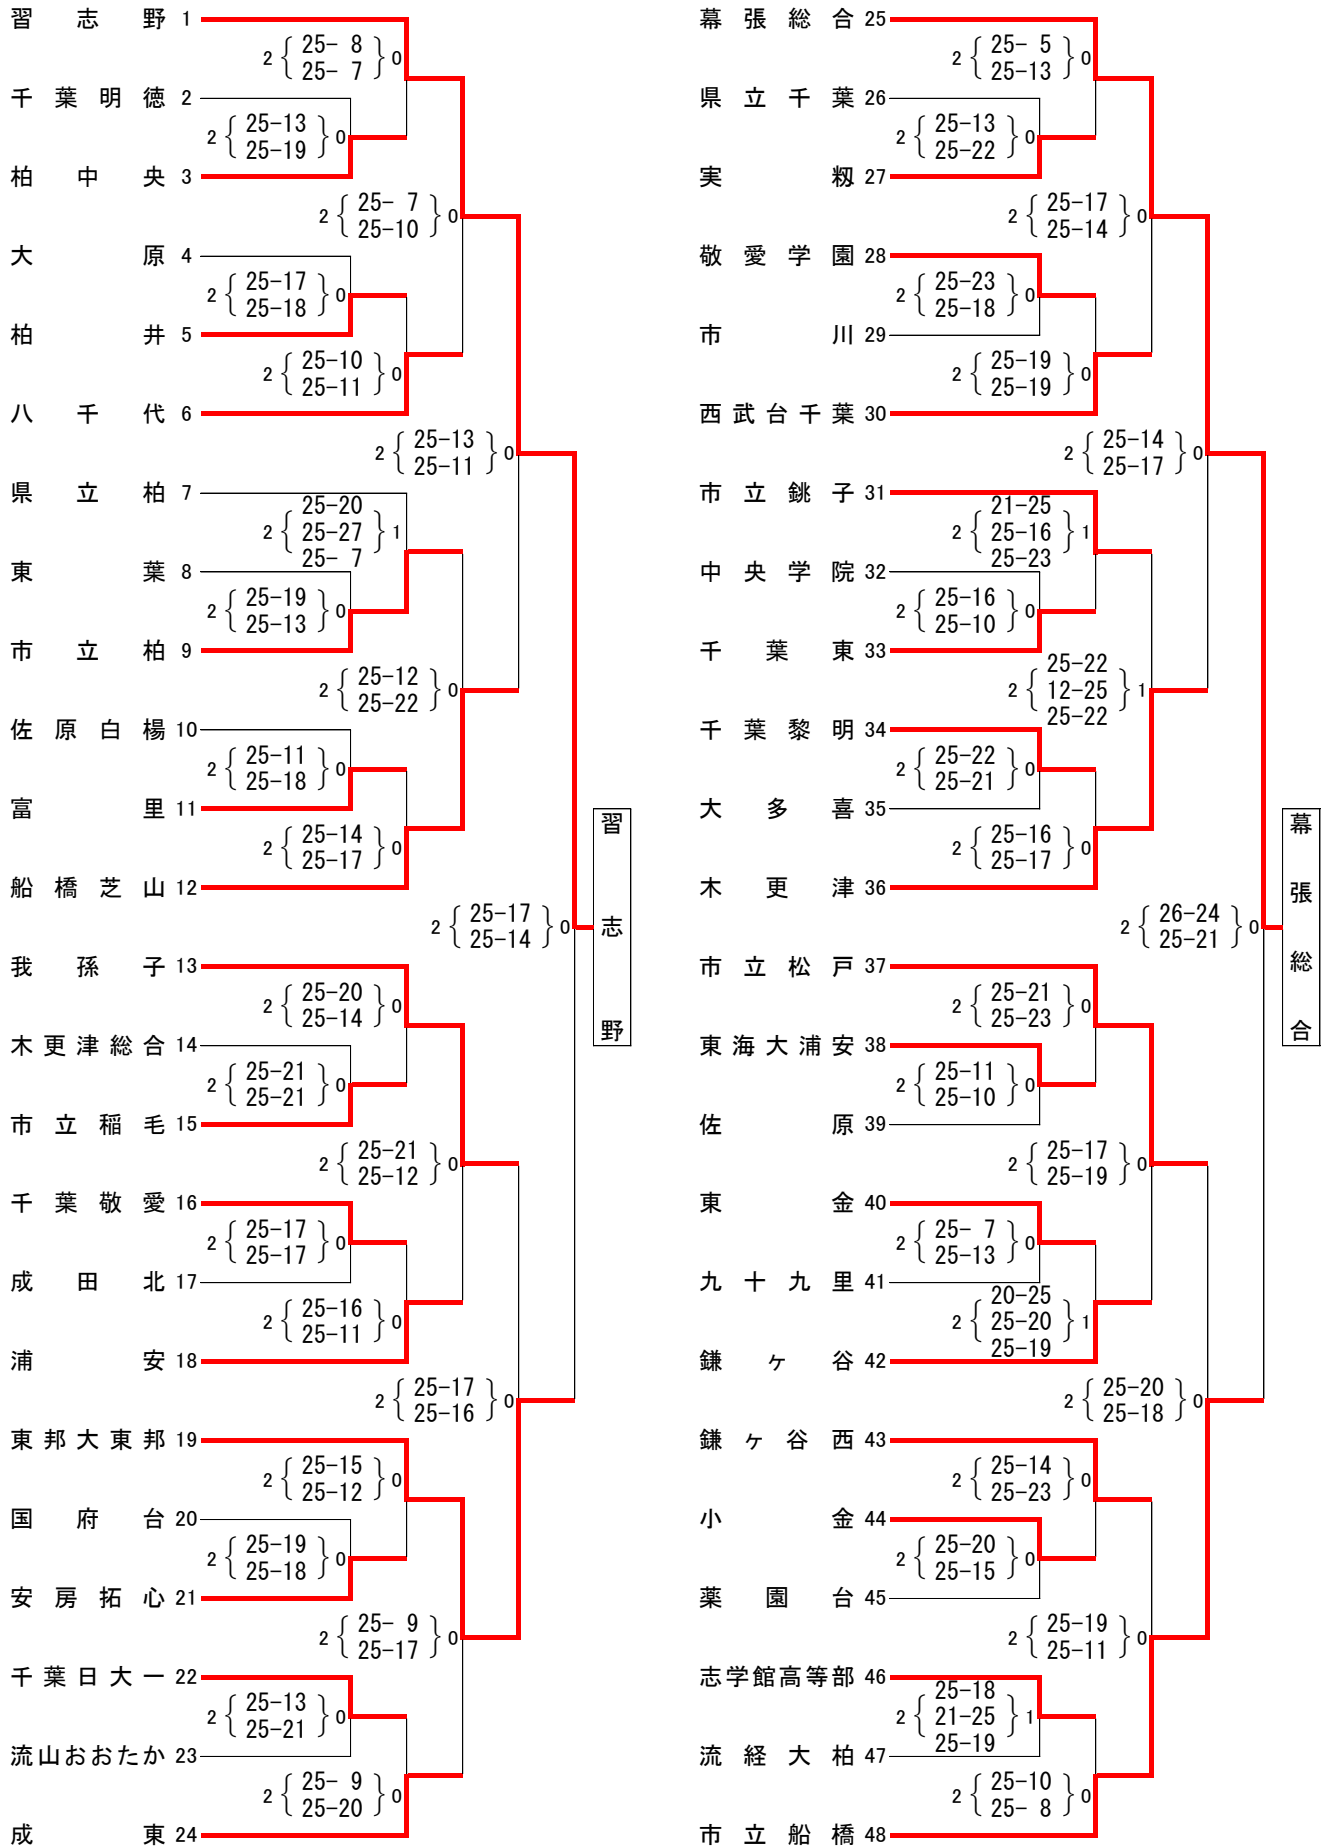 習志野 1
2 { 25- 8 } 0
25- 7
千葉明徳 2
2 { 25-13 } 0
25-19
柏中央 3
2 { 25- 7 } 0
25-10
大原 4
2 { 25-17 } 0
25-18
柏井 5
2 { 25-10 } 0
25-11
八千代 6
2 { 25-13 } 0
25-11
県立柏 7
25-20
2 { 25-27 } 1
25- 7
東葉 8
2 { 25-19 } 0
25-13
市立柏 9
2 { 25-12 } 0
25-22
佐原白楊 10
2 { 25-11 } 0
25-18
富里 11
2 { 25-14 } 0
25-17
船橋芝山 12
2 { 25-17 } 0
25-14
習志野
我孫子 13
2 { 25-20 } 0
25-14
木更津総合 14
2 { 25-21 } 0
25-21
市立稲毛 15
2 { 25-21 } 0
25-12
千葉敬愛 16
2 { 25-17 } 0
25-17
成田北 17
2 { 25-16 } 0
25-11
浦安 18
2 { 25-17 } 0
25-16
東邦大東邦 19
2 { 25-15 } 0
25-12
国府台 20
2 { 25-19 } 0
25-18
安房拓心 21
2 { 25- 9 } 0
25-17
千葉日大一 22
2 { 25-13 } 0
25-21
流山おおたか 23
2 { 25- 9 } 0
25-20
成東 24
幕張総合 25
2 { 25- 5 } 0
25-13
県立千葉 26
2 { 25-13 } 0
25-22
実籾 27
2 { 25-17 } 0
25-14
敬愛学園 28
2 { 25-23 } 0
25-18
市川 29
2 { 25-19 } 0
25-19
西武台千葉 30
2 { 25-14 } 0
25-17
市立銚子 31
21-25
2 { 25-16 } 1
25-23
中央学院 32
2 { 25-16 } 0
25-10
千葉東 33
25-22
2 { 12-25 } 1
25-22
千葉黎明 34
2 { 25-22 } 0
25-21
大多喜 35
2 { 25-16 } 0
25-17
木更津 36
2 { 26-24 } 0
25-21
幕張総合
市立松戸 37
2 { 25-21 } 0
25-23
東海大浦安 38
2 { 25-11 } 0
25-10
佐原 39
2 { 25-17 } 0
25-19
東金 40
2 { 25- 7 } 0
25-13
九十九里 41
20-25
2 { 25-20 } 1
25-19
鎌ヶ谷 42
2 { 25-20 } 0
25-18
鎌ヶ谷西 43
2 { 25-14 } 0
25-23
小金 44
2 { 25-20 } 0
25-15
薬園台 45
2 { 25-19 } 0
25-11
志学館高等部 46
25-18
2 { 21-25 } 1
25-19
流経大柏 47
2 { 25-10 } 0
25- 8
市立船橋 48